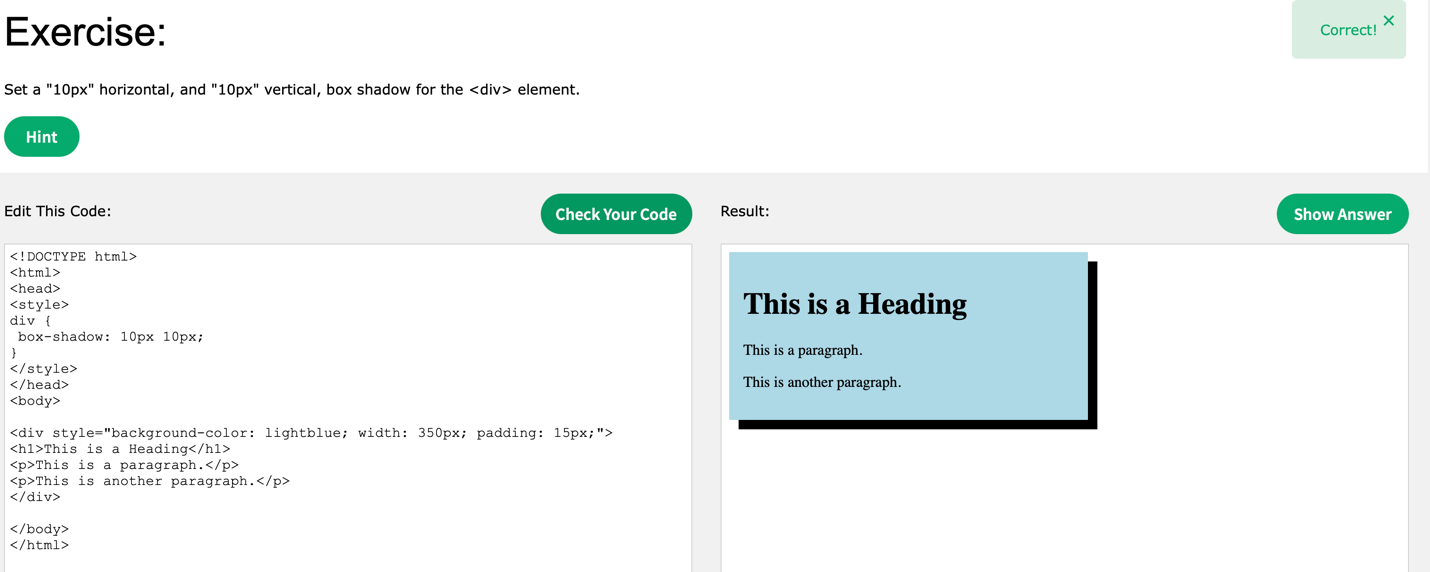 Exercise:
Correct!
×
Set a "10px" horizontal, and "10px" vertical, box shadow for the <div> element.
Hint
Edit This Code:
Check Your Code
Result:
Show Answer
<!DOCTYPE html>
<html>
<head>
<style>
div {
 box-shadow: 10px 10px;
}
</style>
</head>
<body>

<div style="background-color: lightblue; width: 350px; padding: 15px;">
<h1>This is a Heading</h1>
<p>This is a paragraph.</p>
<p>This is another paragraph.</p>
</div>

</body>
</html>
This is a Heading
This is a paragraph.
This is another paragraph.